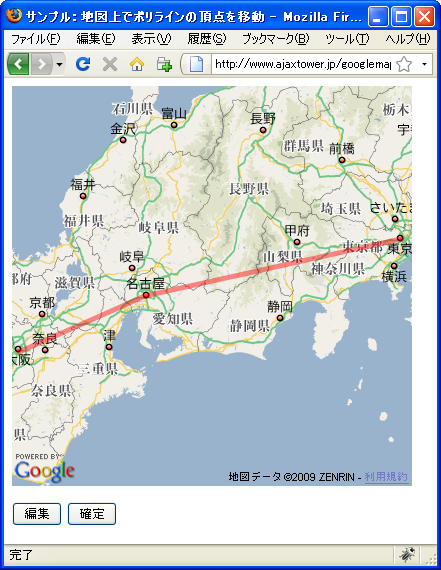 サンプル: 地図上でポリラインの頂点を移動 - Mozilla Fir...
ファイル(F) 編集(E) 表示(V) 履歴(S) ブックマーク(B) ツール(T) ヘルプ(H)
http://www.ajaxtower.jp/googlemap
石川県
富山
金沢
長野
栃木
宇
群馬県
前橋
福井
長野県
福井県
岐阜県
埼玉県
さいたま
甲府
東京都
東京
山梨県
神奈川県
横浜
岐阜
滋賀県
名古屋
都府
京都
静岡
愛知県
静岡県
奈良
津
大阪
三重県
奈良県
POWERED BY
Google
地図データ ©2009 ZENRIN - 利用規約
編集 確定
完了